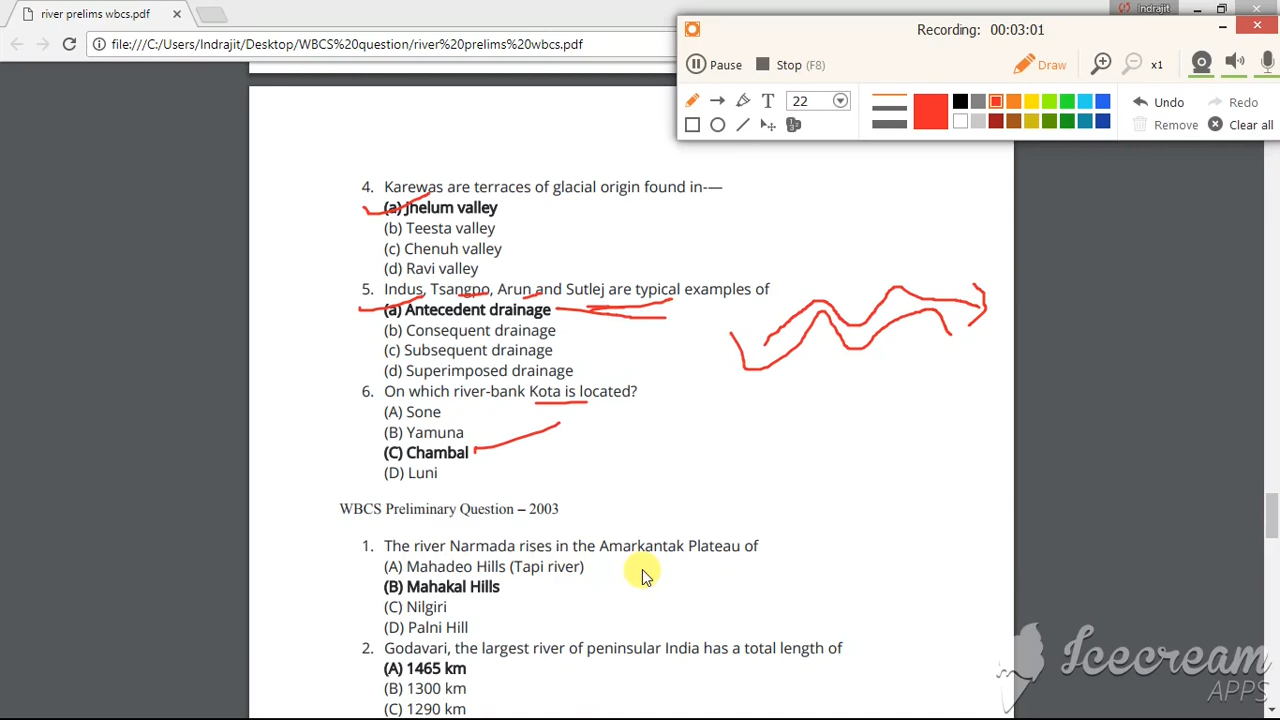 river prelims wbcs.pdf
Indrajit
file:///C:/Users/Indrajit/Desktop/WBCS%20question/river%20prelims%20wbcs.pdf
Recording: 00:03:01
Pause
Stop (F8)
Draw
x1
T
22
Undo
Redo
Remove
Clear all
4. Karewas are terraces of glacial origin found in-—
(a) Jhelum valley
(b) Teesta valley
(c) Chenuh valley
(d) Ravi valley
5. Indus, Tsangpo, Arun and Sutlej are typical examples of
(a) Antecedent drainage
(b) Consequent drainage
(c) Subsequent drainage
(d) Superimposed drainage
6. On which river-bank Kota is located?
(A) Sone
(B) Yamuna
(C) Chambal
(D) Luni
WBCS Preliminary Question – 2003
1. The river Narmada rises in the Amarkantak Plateau of
(A) Mahadeo Hills (Tapi river)
(B) Mahakal Hills
(C) Nilgiri
(D) Palni Hill
2. Godavari, the largest river of peninsular India has a total length of
(A) 1465 km
(B) 1300 km
(C) 1290 km
Icecream
APPS